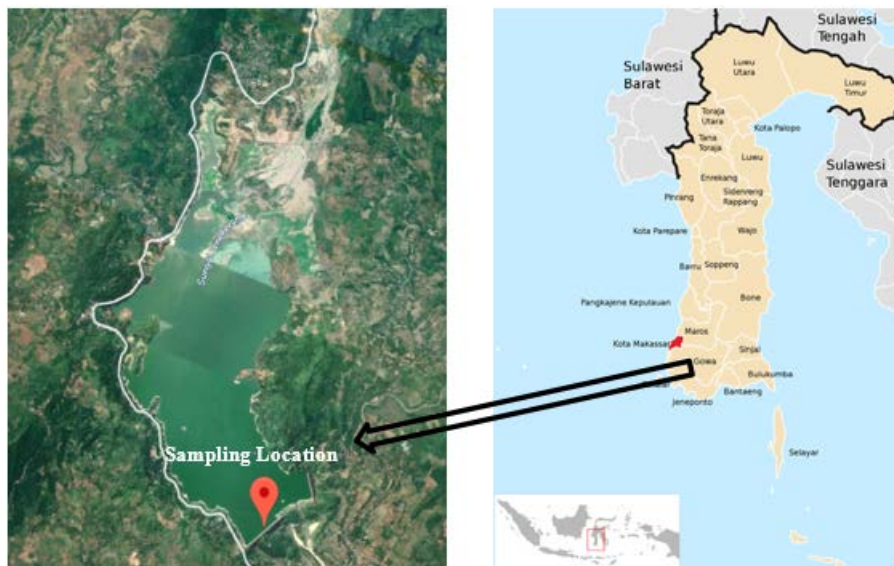 Sampling Location
Sulawesi
Tengah
Sulawesi
Barat
Luwu
Utara
Luwu
Timur
Toraja
Utara
Kota Palopo
Tana
Toraja
Luwu
Sulawesi
Tenggara
Enrekang
Pinrang
Sidenreng
Rappang
Kota Parepare
Wajo
Barru
Soppeng
Pangkajene Kepulauan
Bone
Maros
Kota Makassar
Gowa
Sinjai
Bulukumba
Bantaeng
Jeneponto
Selayar